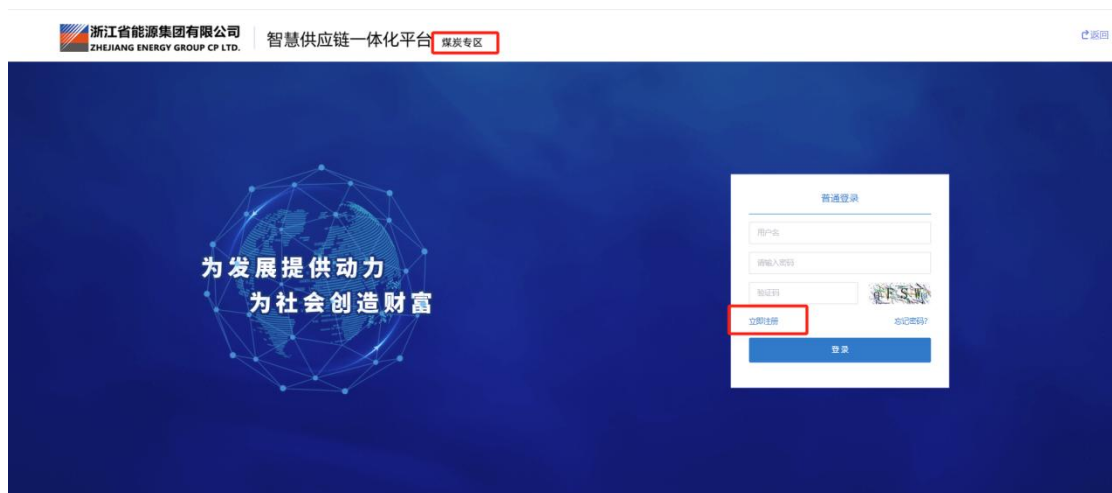 浙江省能源集团有限公司
ZHEJIANG ENERGY GROUP CP LTD.
智慧供应链一体化平台 煤炭专区
返回
为发展提供动力
为社会创造财富
普通登录
用户名
请输入密码
验证码
立即注册 忘记密码?
登录